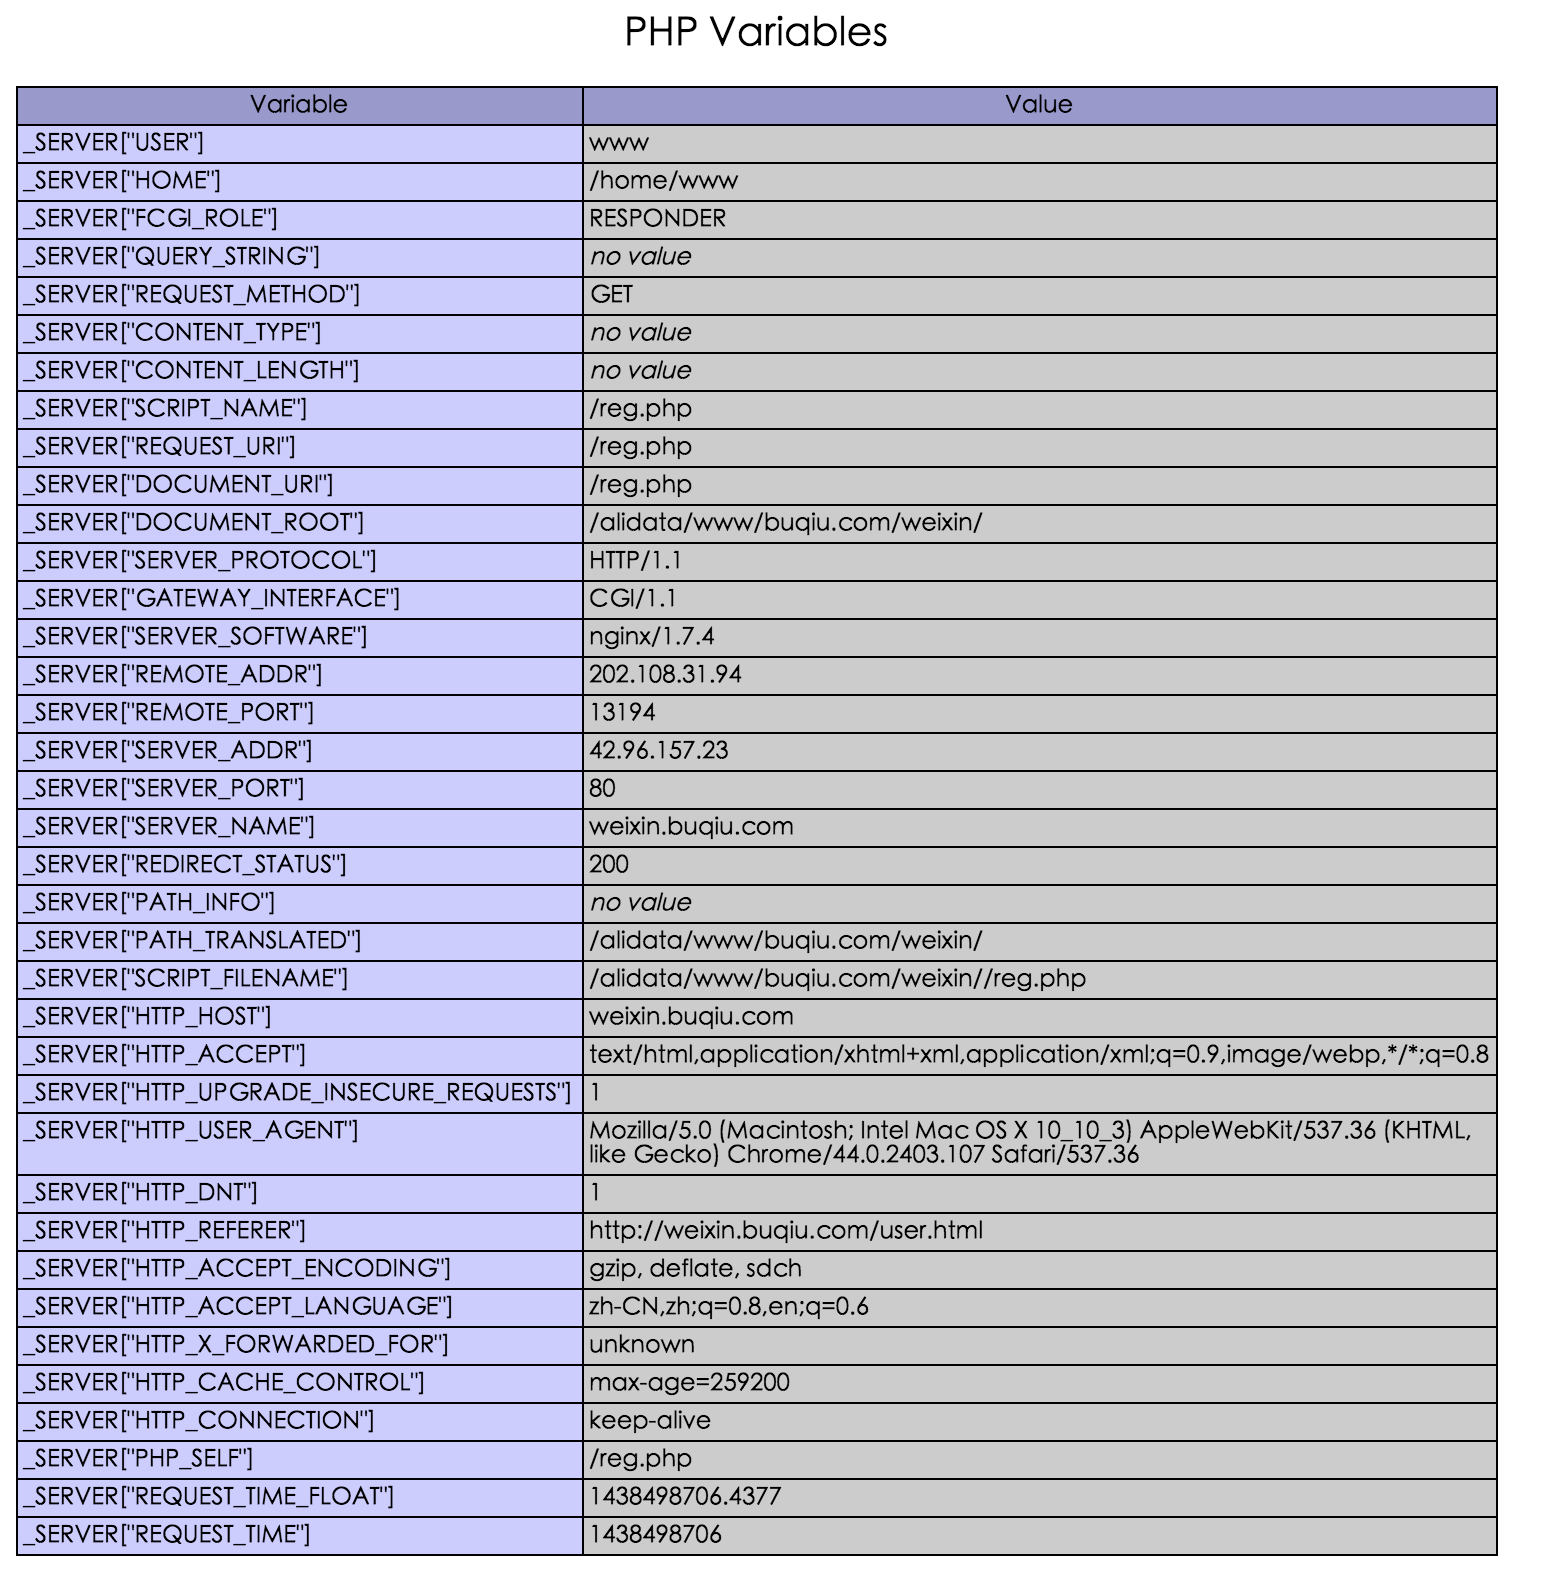 PHP Variables
Variable Value
_SERVER["USER"] www
_SERVER["HOME"] /home/www
_SERVER["FCGI_ROLE"] RESPONDER
_SERVER["QUERY_STRING"] no value
_SERVER["REQUEST_METHOD"] GET
_SERVER["CONTENT_TYPE"] no value
_SERVER["CONTENT_LENGTH"] no value
_SERVER["SCRIPT_NAME"] /reg.php
_SERVER["REQUEST_URI"] /reg.php
_SERVER["DOCUMENT_URI"] /reg.php
_SERVER["DOCUMENT_ROOT"] /alidata/www/buqiu.com/weixin/
_SERVER["SERVER_PROTOCOL"] HTTP/1.1
_SERVER["GATEWAY_INTERFACE"] CGI/1.1
_SERVER["SERVER_SOFTWARE"] nginx/1.7.4
_SERVER["REMOTE_ADDR"] 202.108.31.94
_SERVER["REMOTE_PORT"] 13194
_SERVER["SERVER_ADDR"] 42.96.157.23
_SERVER["SERVER_PORT"] 80
_SERVER["SERVER_NAME"] weixin.buqiu.com
_SERVER["REDIRECT_STATUS"] 200
_SERVER["PATH_INFO"] no value
_SERVER["PATH_TRANSLATED"] /alidata/www/buqiu.com/weixin/
_SERVER["SCRIPT_FILENAME"] /alidata/www/buqiu.com/weixin//reg.php
_SERVER["HTTP_HOST"] weixin.buqiu.com
_SERVER["HTTP_ACCEPT"] text/html,application/xhtml+xml,application/xml;q=0.9,image/webp,*/*;q=0.8
_SERVER["HTTP_UPGRADE_INSECURE_REQUESTS"] 1
_SERVER["HTTP_USER_AGENT"] Mozilla/5.0 (Macintosh; Intel Mac OS X 10_10_3) AppleWebKit/537.36 (KHTML,
like Gecko) Chrome/44.0.2403.107 Safari/537.36
_SERVER["HTTP_DNT"] 1
_SERVER["HTTP_REFERER"] http://weixin.buqiu.com/user.html
_SERVER["HTTP_ACCEPT_ENCODING"] gzip, deflate, sdch
_SERVER["HTTP_ACCEPT_LANGUAGE"] zh-CN,zh;q=0.8,en;q=0.6
_SERVER["HTTP_X_FORWARDED_FOR"] unknown
_SERVER["HTTP_CACHE_CONTROL"] max-age=259200
_SERVER["HTTP_CONNECTION"] keep-alive
_SERVER["PHP_SELF"] /reg.php
_SERVER["REQUEST_TIME_FLOAT"] 1438498706.4377
_SERVER["REQUEST_TIME"] 1438498706